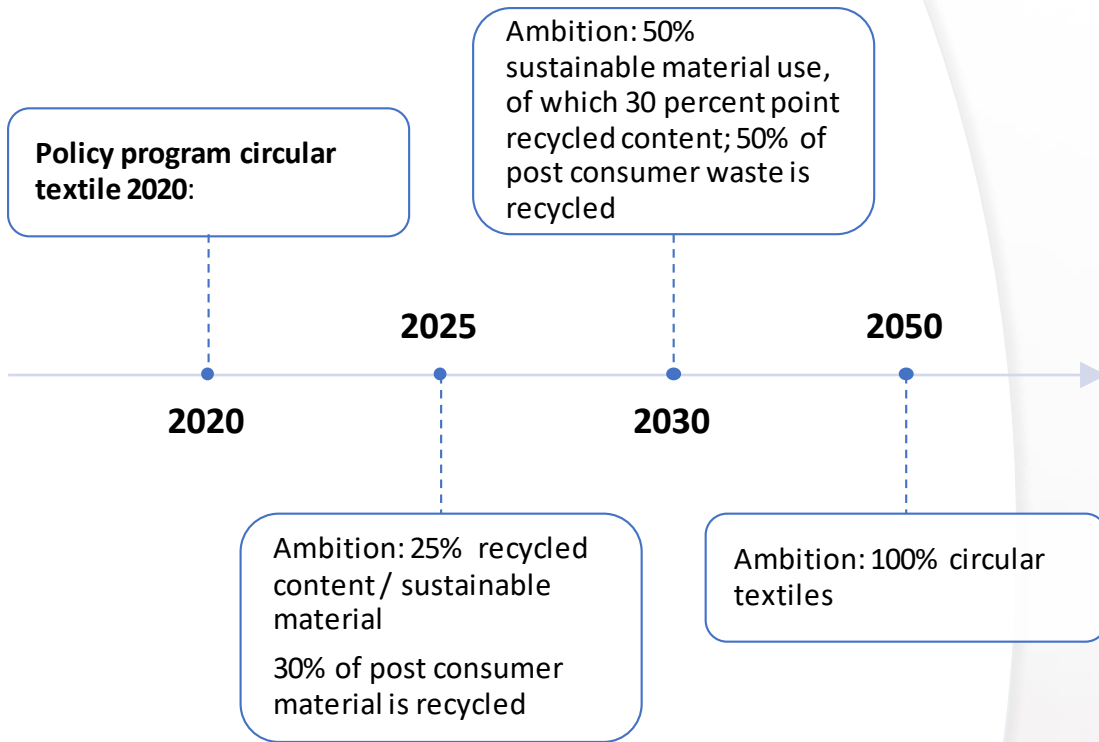 Policy program circular
textile 2020:
Ambition: 50%
sustainable material use,
of which 30 percent point
recycled content; 50% of
post consumer waste is
recycled
2025
2050
2020
2030
Ambition: 25% recycled
content / sustainable
material
30% of post consumer
material is recycled
Ambition: 100% circular
textiles